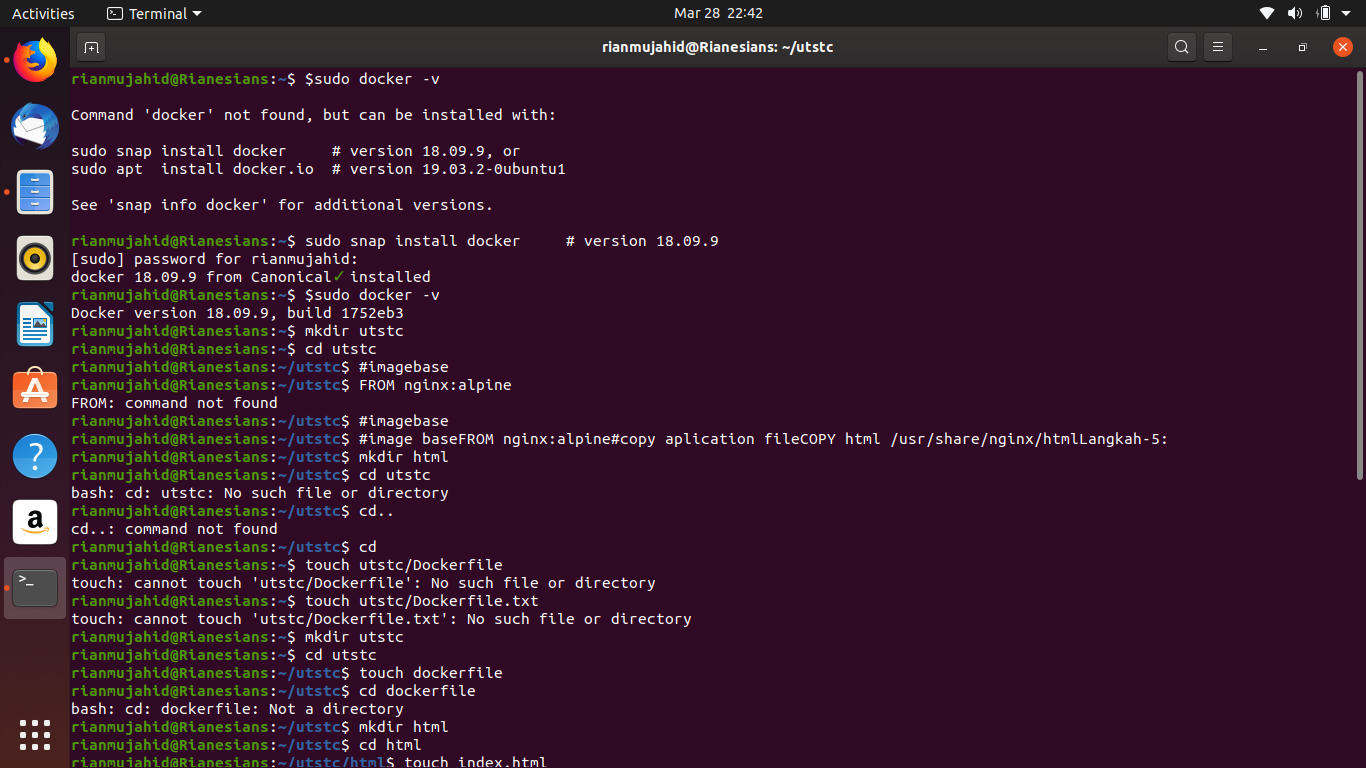 Activities
Terminal
Mar 28 22:42
rianmujahid@Rianesians: ~/utstc
rianmujahid@Rianesians:~$ $sudo docker -v
Command 'docker' not found, but can be installed with:
sudo snap install docker     # version 18.09.9, or
sudo apt  install docker.io  # version 19.03.2-0ubuntu1
See 'snap info docker' for additional versions.
rianmujahid@Rianesians:~$ sudo snap install docker     # version 18.09.9
[sudo] password for rianmujahid:
docker 18.09.9 from Canonical✓ installed
rianmujahid@Rianesians:~$ $sudo docker -v
Docker version 18.09.9, build 1752eb3
rianmujahid@Rianesians:~$ mkdir utstc
rianmujahid@Rianesians:~$ cd utstc
rianmujahid@Rianesians:~/utstc$ #imagebase
rianmujahid@Rianesians:~/utstc$ FROM nginx:alpine
FROM: command not found
rianmujahid@Rianesians:~/utstc$ #imagebase
rianmujahid@Rianesians:~/utstc$ #image baseFROM nginx:alpine#copy aplication fileCOPY html /usr/share/nginx/htmlLangkah-5:
rianmujahid@Rianesians:~/utstc$ mkdir html
rianmujahid@Rianesians:~/utstc$ cd utstc
bash: cd: utstc: No such file or directory
rianmujahid@Rianesians:~/utstc$ cd..
cd..: command not found
rianmujahid@Rianesians:~/utstc$ cd
rianmujahid@Rianesians:~$ touch utstc/Dockerfile
touch: cannot touch 'utstc/Dockerfile': No such file or directory
rianmujahid@Rianesians:~$ touch utstc/Dockerfile.txt
touch: cannot touch 'utstc/Dockerfile.txt': No such file or directory
rianmujahid@Rianesians:~$ mkdir utstc
rianmujahid@Rianesians:~$ cd utstc
rianmujahid@Rianesians:~/utstc$ touch dockerfile
rianmujahid@Rianesians:~/utstc$ cd dockerfile
bash: cd: dockerfile: Not a directory
rianmujahid@Rianesians:~/utstc$ mkdir html
rianmujahid@Rianesians:~/utstc$ cd html
rianmujahid@Rianesians:~/utstc/html$ touch index.html